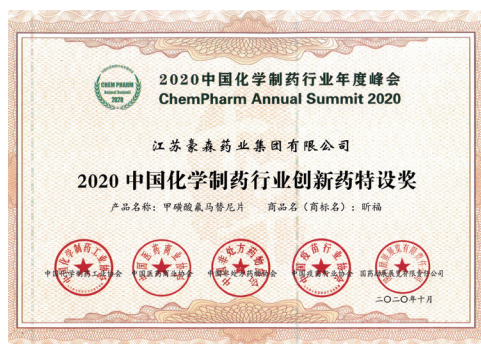 CHEM PHARM
Annual Summit
2020
2020中国化学制药行业年度峰会
ChemPharm Annual Summit 2020
江苏豪森药业集团有限公司
2020 中国化学制药行业创新药特设奖
产品名称：甲磺酸氟马替尼片 商品名（商标名）：昕福
中国化学制药工业协会 中国医药商业协会 中国非处方药物协会 中国疫苗行业协会 国药励展展览有限责任公司
二〇二〇年十月